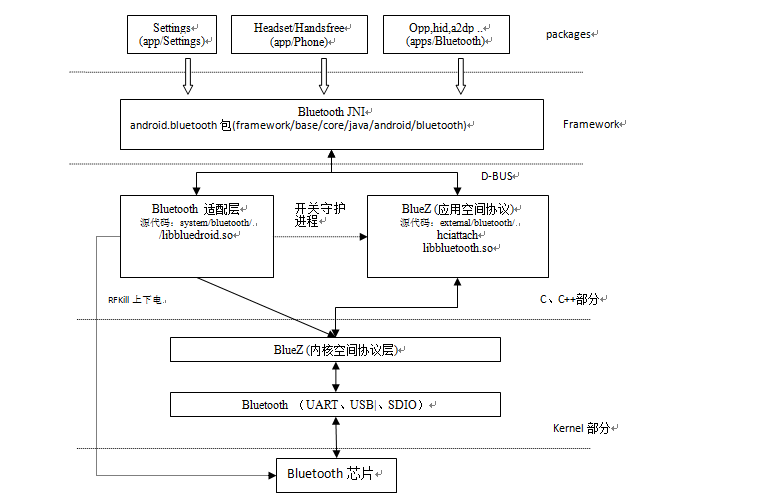 Settings
(app/Settings)
Headset/Handsfree
(app/Phone)
Opp,hid,a2dp ..
(apps/Bluetooth)
packages
Bluetooth JNI
android.bluetooth 包(framework/base/core/java/android/bluetooth)
Framework
D-BUS
Bluetooth 适配层
源代码：system/bluetooth/.
/libbluedroid.so
开关守护
进程
BlueZ (应用空间协议)
源代码：external/bluetooth/.
hciattach
libbluetooth.so
RFKill 上下电.
C、C++部分
BlueZ (内核空间协议层)
Bluetooth （UART、USB|、SDIO）
Kernel 部分
Bluetooth 芯片